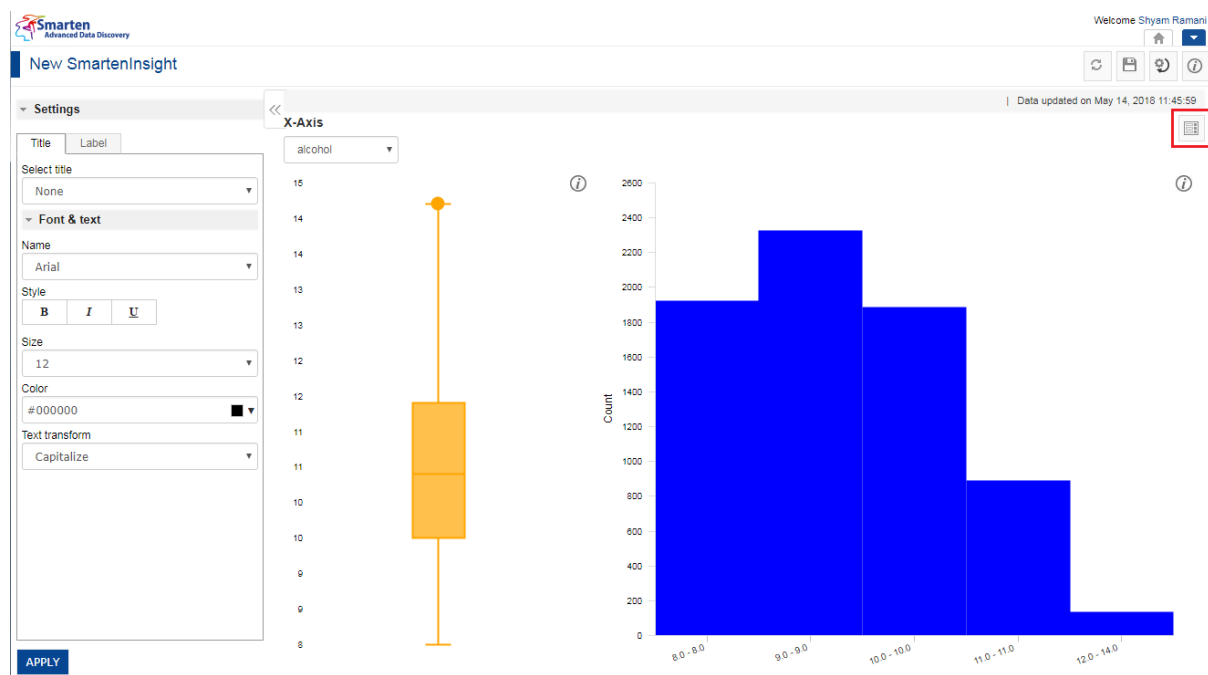 Smarten
Advanced Data Discovery
Welcome Shyam Ramani
New SmartenInsight
| Data updated on May 14, 2018 11:45:59
Settings
Title Label
Select title
None
Font & text
Name
Arial
Style
B I U
Size
12
Color
#000000
Text transform
Capitalize
APPLY
X-Axis
alcohol
15
14
14
13
13
12
12
11
11
10
10
9
9
8
2600
2400
2200
2000
1800
1600
1400
1200
1000
800
600
400
200
0
Count
8.0 - 8.0
9.0 - 9.0
10.0 - 10.0
11.0 - 11.0
12.0 - 14.0